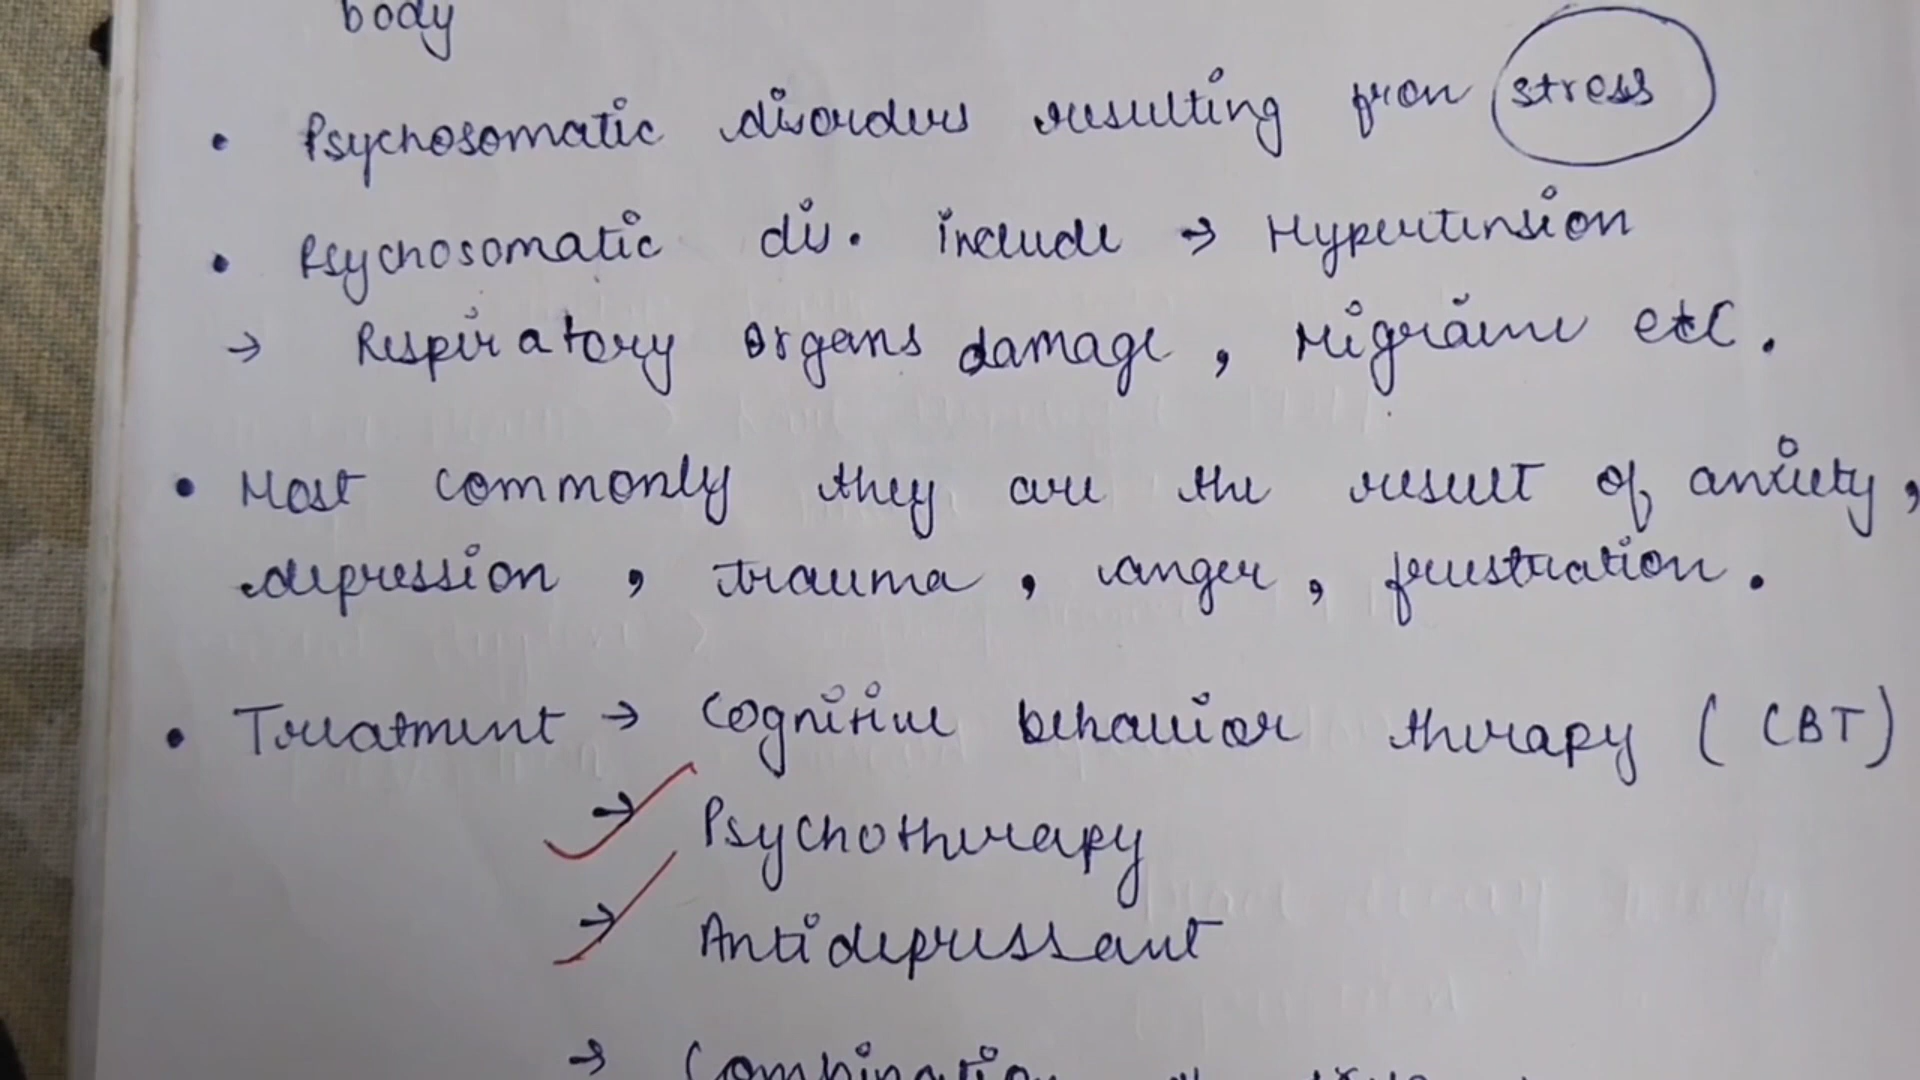 body
• Psychosomatic disorders resulting from stress
• Psychosomatic dis. include → Hypertension
→ Respiratory organs damage, Migraine etc.
• Most commonly they are the result of anxiety,
depression, trauma, anger, frustration.
• Treatment → Cognitive behavior therapy (CBT)
→ Psychotherapy
→ Antidepressant
→ Combination